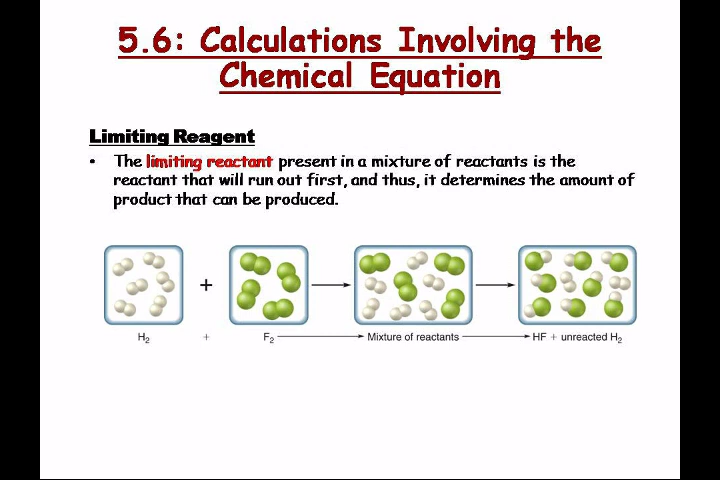 5.6: Calculations Involving the
Chemical Equation
Limiting Reagent
• The limiting reactant present in a mixture of reactants is the
reactant that will run out first, and thus, it determines the amount of
product that can be produced.
+
H₂ + F₂ Mixture of reactants HF + unreacted H₂